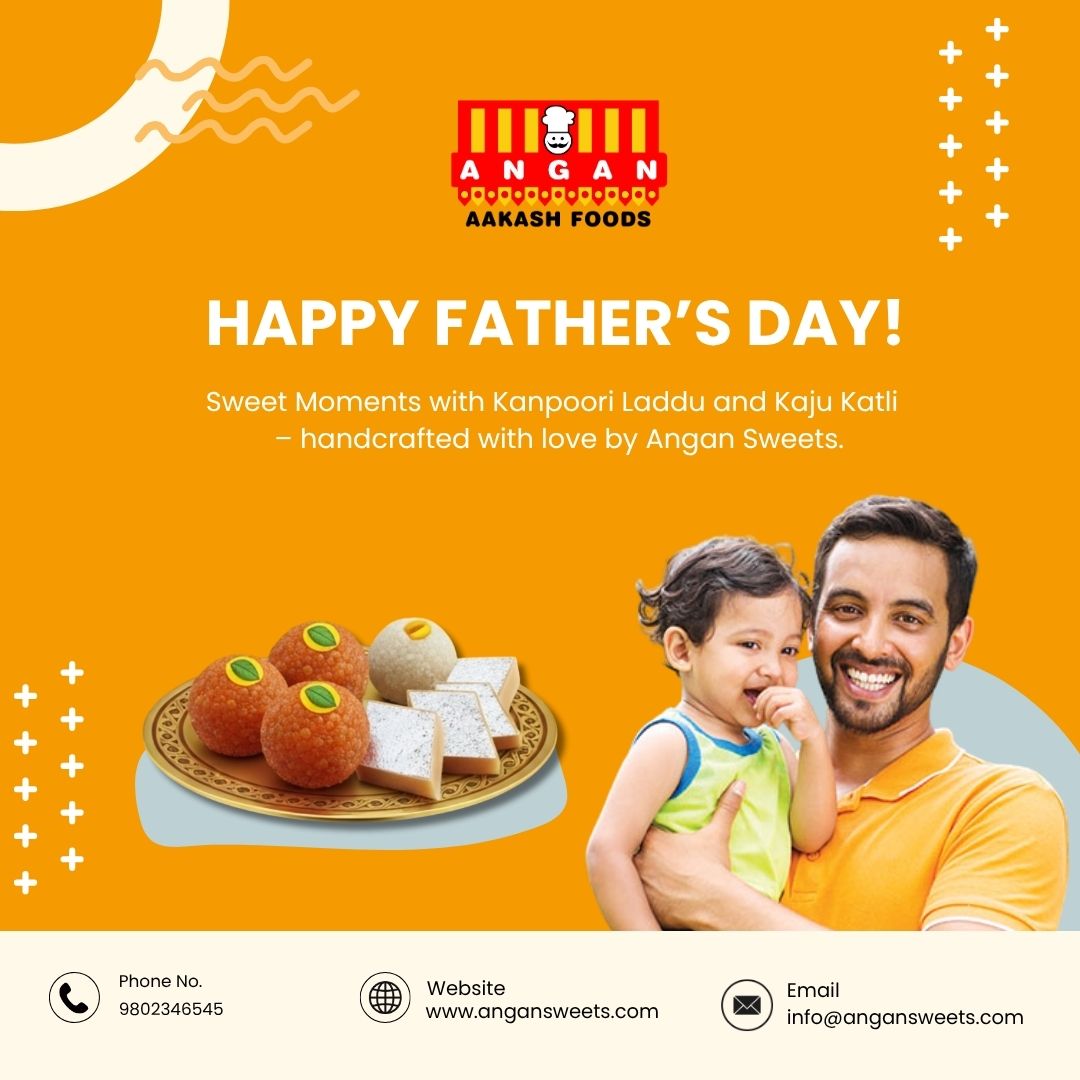 ANGAN
AAKASH FOODS
HAPPY FATHER’S DAY!
Sweet Moments with Kanpoori Laddu and Kaju Katli
– handcrafted with love by Angan Sweets.
Phone No.
9802346545
Website
www.angansweets.com
Email
info@angansweets.com